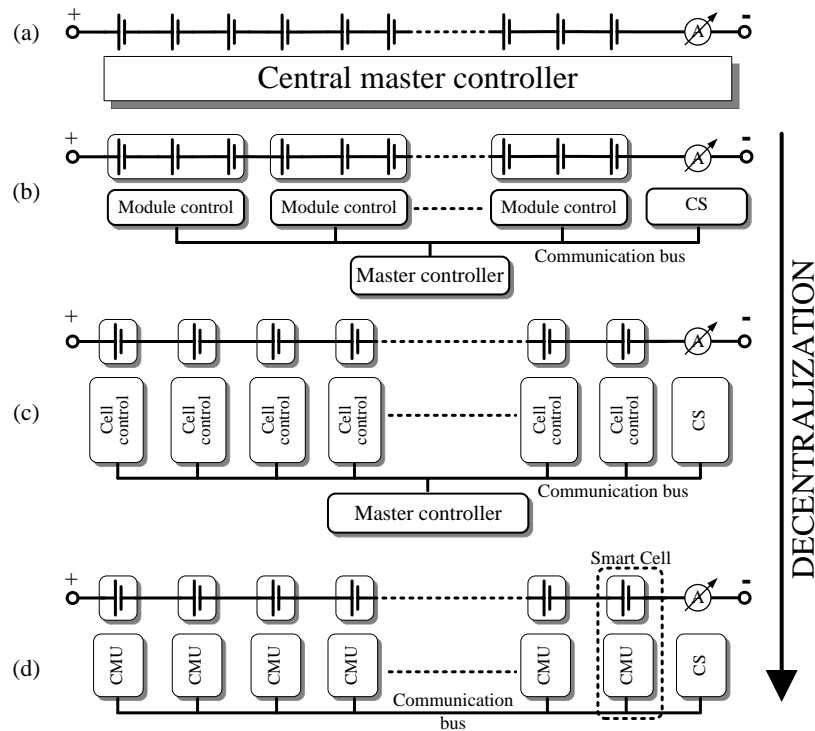 (a)
+
-
A
Central master controller
(b)
+
-
A
Module control
Module control
Module control
CS
Communication bus
Master controller
(c)
+
-
A
Cell control
Cell control
Cell control
Cell control
Cell control
Cell control
CS
Communication bus
Master controller
(d)
Smart Cell
+
-
A
CMU
CMU
CMU
CMU
CMU
CMU
CS
Communication
bus
DECENTRALIZATION